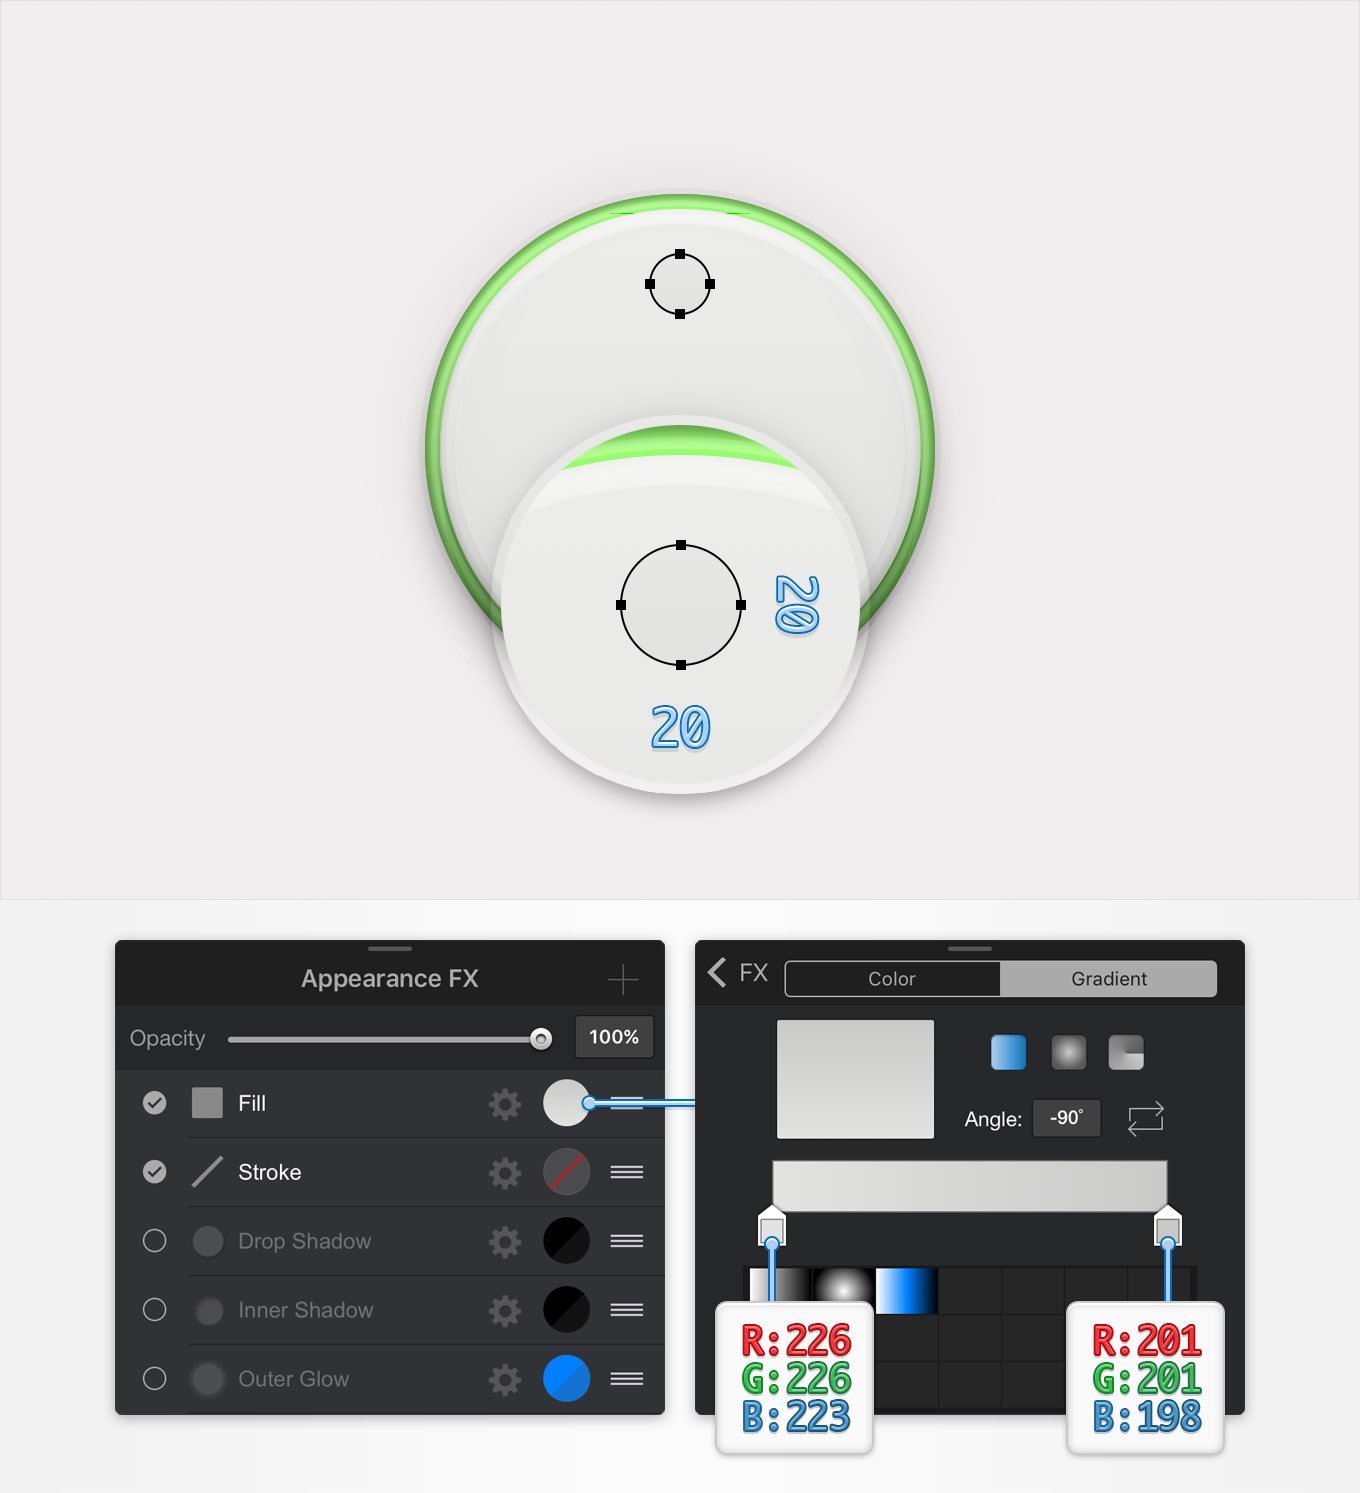 20
20
Appearance FX
Opacity
100%
Fill
Stroke
Drop Shadow
Inner Shadow
Outer Glow
FX
Color
Gradient
Angle:
-90°
R:226
G:226
B:223
R:201
G:201
B:198